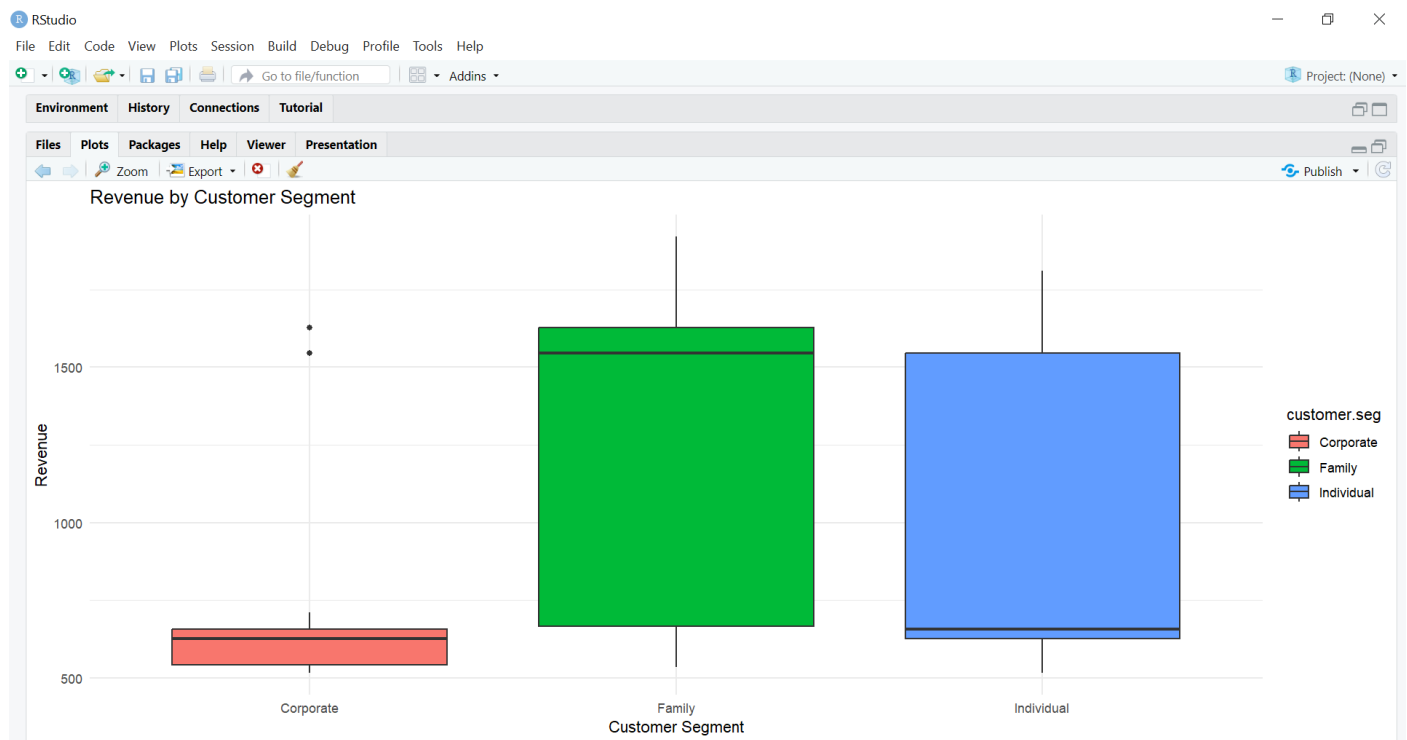 RStudio
File Edit Code View Plots Session Build Debug Profile Tools Help
Go to file/function Addins Project: (None)
Environment History Connections Tutorial
Files Plots Packages Help Viewer Presentation
Zoom Export Publish
Revenue by Customer Segment
1500
1000
500
Revenue
Corporate Family Individual
Customer Segment
customer.seg
Corporate
Family
Individual